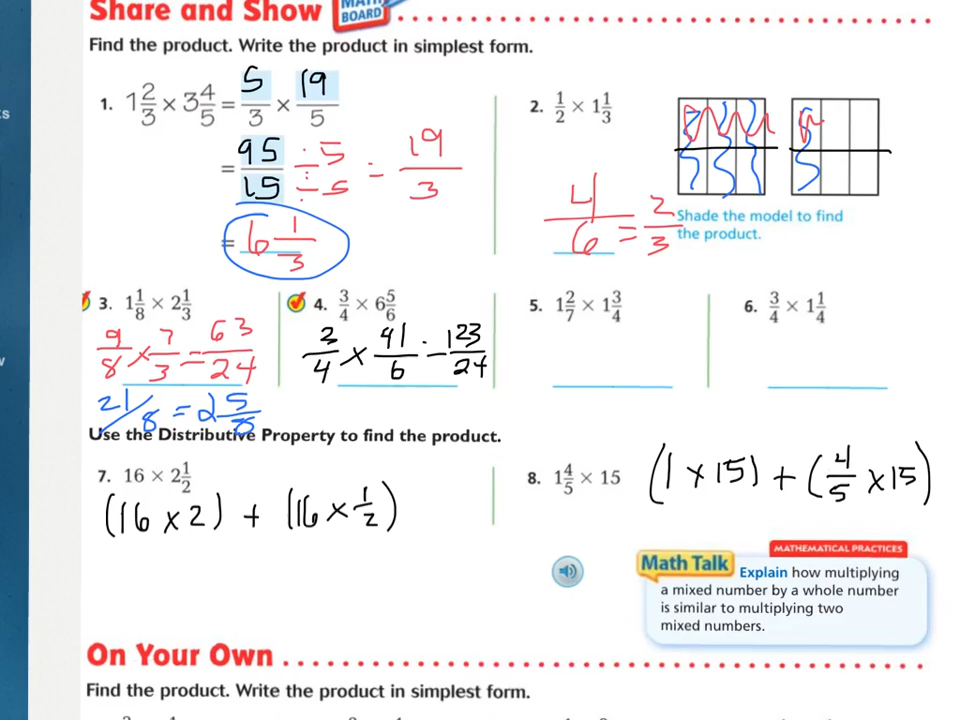 Share and Show MATH BOARD
Find the product. Write the product in simplest form.
1. 1 2/3 × 3 4/5 = 5/3 × 19/5
= 95/15 ÷5/÷5 = 19/3
= 6 1/3
2. 1/2 × 1 1/3
4/6 = 2/3
Shade the model to find
the product.
3. 1 1/8 × 2 1/3
9/8 × 7/3 = 63/24
21/8 = 2 5/8
4. 3/4 × 6 5/6
3/4 × 41/6 = 123/24
5. 1 2/7 × 1 3/4
6. 3/4 × 1 1/4
Use the Distributive Property to find the product.
7. 16 × 2 1/2
(16 × 2) + (16 × 1/2)
8. 1 4/5 × 15 (1 × 15) + (4/5 × 15)
MATHEMATICAL PRACTICES
Math Talk Explain how multiplying
a mixed number by a whole number
is similar to multiplying two
mixed numbers.
On Your Own
Find the product. Write the product in simplest form.